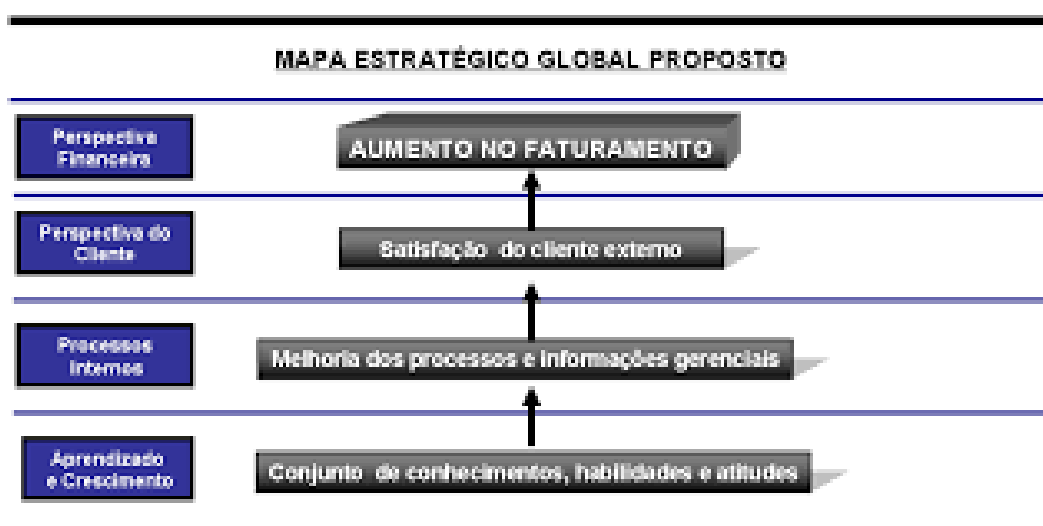 MAPA ESTRATÉGICO GLOBAL PROPOSTO
Perspectiva
Financeira
AUMENTO NO FATURAMENTO
Perspectiva do
Cliente
Satisfação do cliente externo
Processos
Internos
Melhoria dos processos e informações gerenciais
Aprendizado
e Crescimento
Conjunto de conhecimentos, habilidades e atitudes